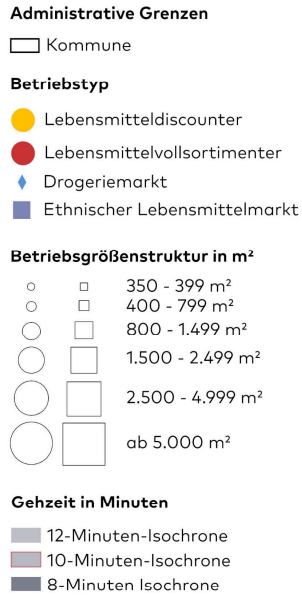 Administrative Grenzen
Kommune
Betriebstyp
Lebensmitteldiscounter
Lebensmittelvollsortimenter
Drogeriemarkt
Ethnischer Lebensmittelmarkt
Betriebsgrößenstruktur in m²
350 - 399 m²
400 - 799 m²
800 - 1.499 m²
1.500 - 2.499 m²
2.500 - 4.999 m²
ab 5.000 m²
Gehzeit in Minuten
12-Minuten-Isochrone
10-Minuten-Isochrone
8-Minuten Isochrone